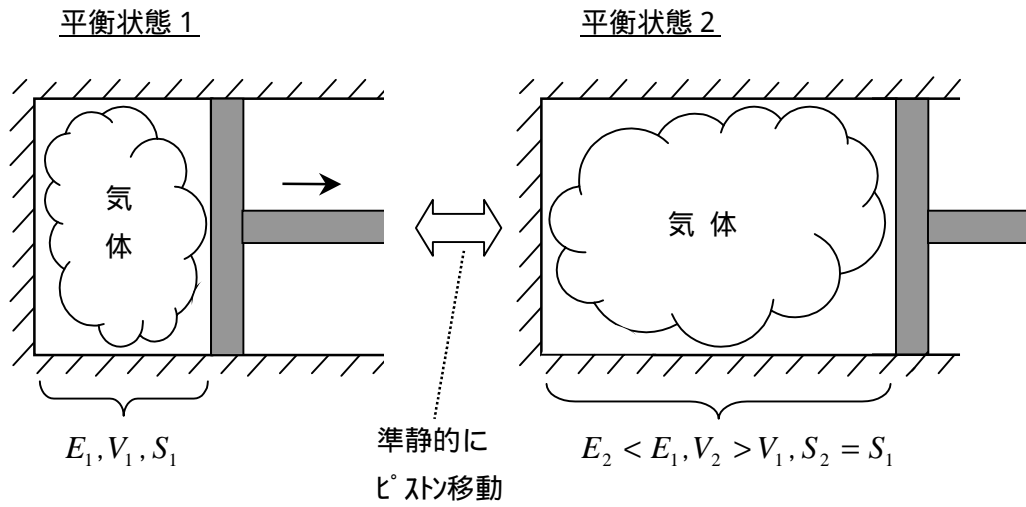 平衡状態1
平衡状態2
気
体
気 体
E₁,V₁,S₁
準静的に
ピストン移動
E₂ < E₁,V₂ > V₁,S₂ = S₁